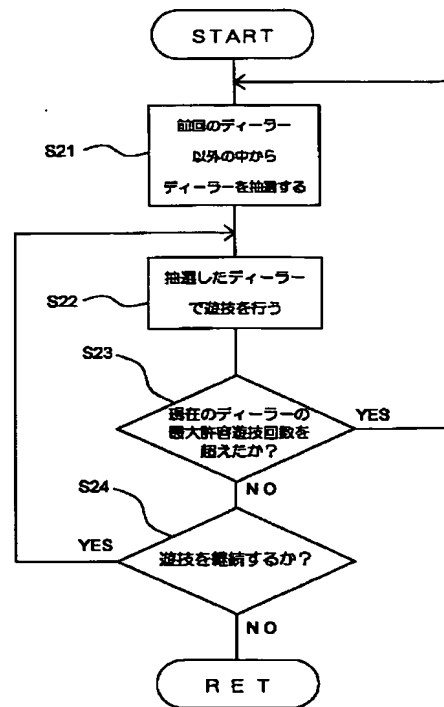 START
前回のディーラー
以外の中から
ディーラーを抽選する
S21
抽選したディーラー
で遊技を行う
S22
S23
現在のディーラーの
最大許容遊技回数を
超えたか？
YES
NO
S24
YES
遊技を継続するか？
NO
RET